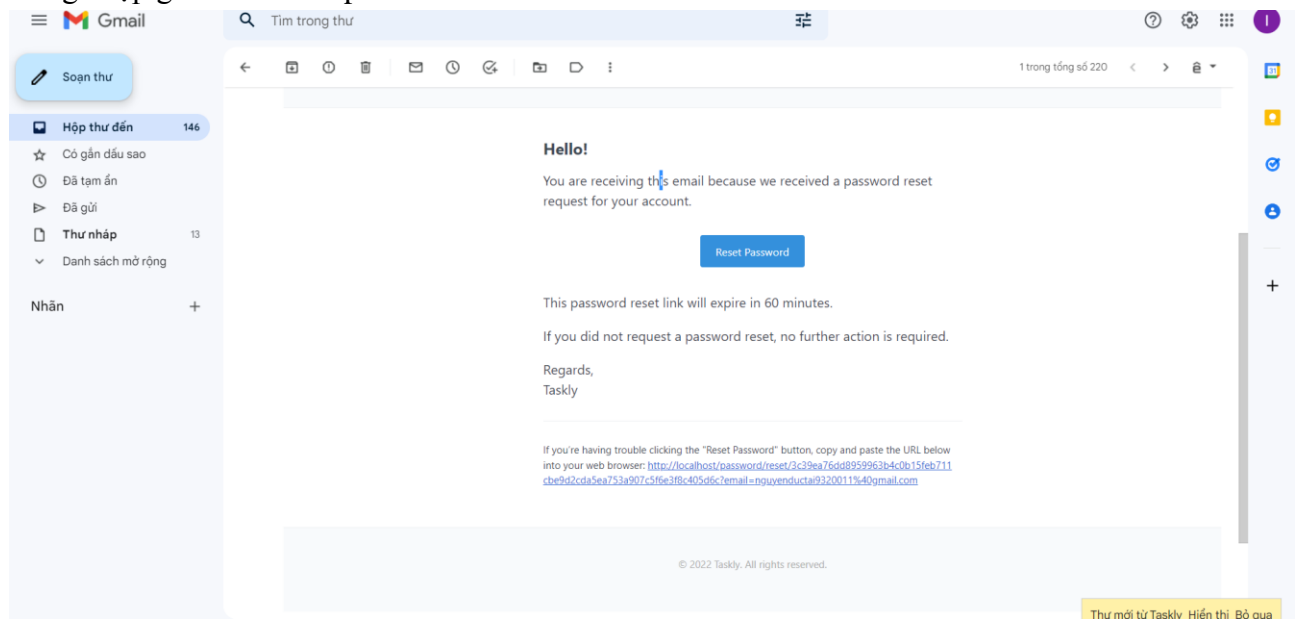 Gmail
Tìm trong thư
I
Soạn thư
1 trong tổng số 220
Hộp thư đến 146
Có gắn dấu sao
Đã tạm ẩn
Đã gửi
Thư nháp 13
Danh sách mở rộng
Nhãn
31
Hello!
You are receiving this email because we received a password reset
request for your account.
Reset Password
This password reset link will expire in 60 minutes.
If you did not request a password reset, no further action is required.
Regards,
Taskly
If you're having trouble clicking the "Reset Password" button, copy and paste the URL below
into your web browser: http://localhost/password/reset/3c39ea76dd8959963b4c0b15feb711
cbe9d2cda5ea753a907c5f6e3f8c405d6c?email=nguyenductai9320011%40gmail.com
© 2022 Taskly. All rights reserved.
Thư mới từ Taskly Hiển thị Bỏ qua